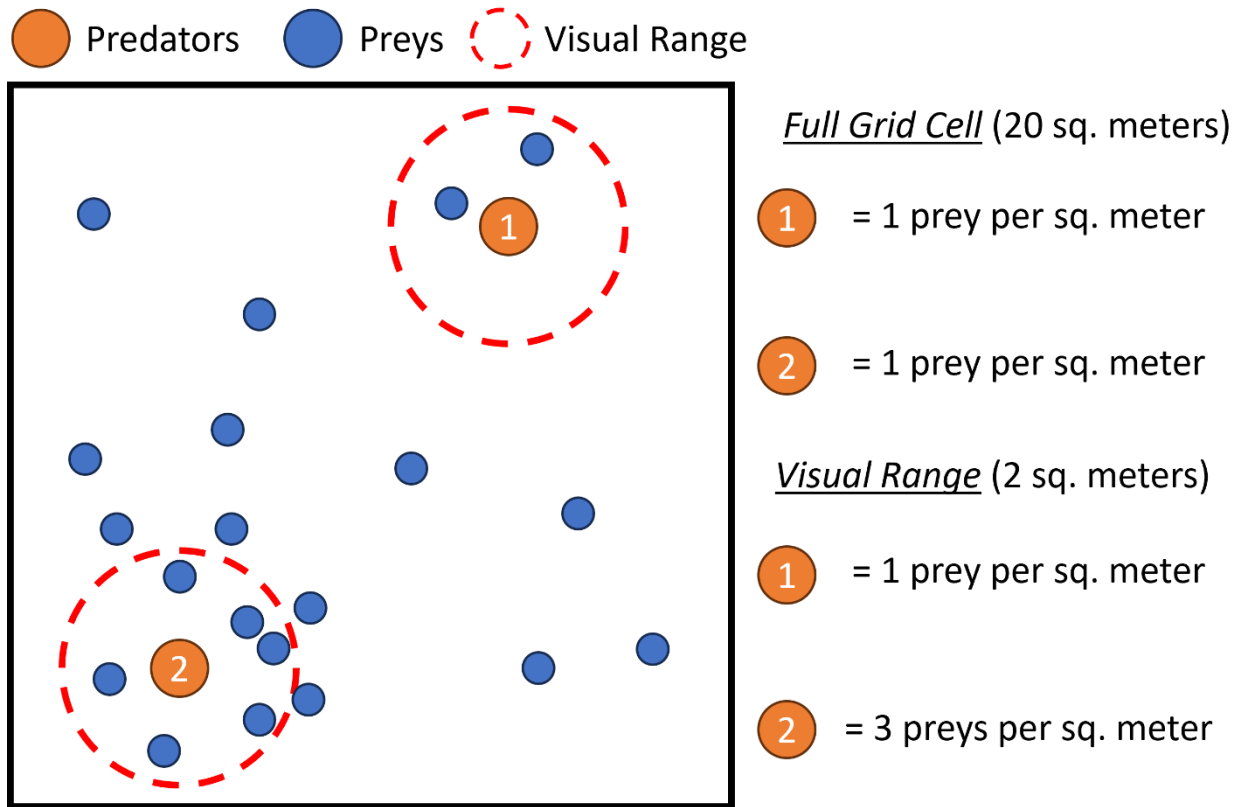 Predators Preys Visual Range
Full Grid Cell (20 sq. meters)
1
1 = 1 prey per sq. meter
2 = 1 prey per sq. meter
Visual Range (2 sq. meters)
1 = 1 prey per sq. meter
2
2 = 3 preys per sq. meter